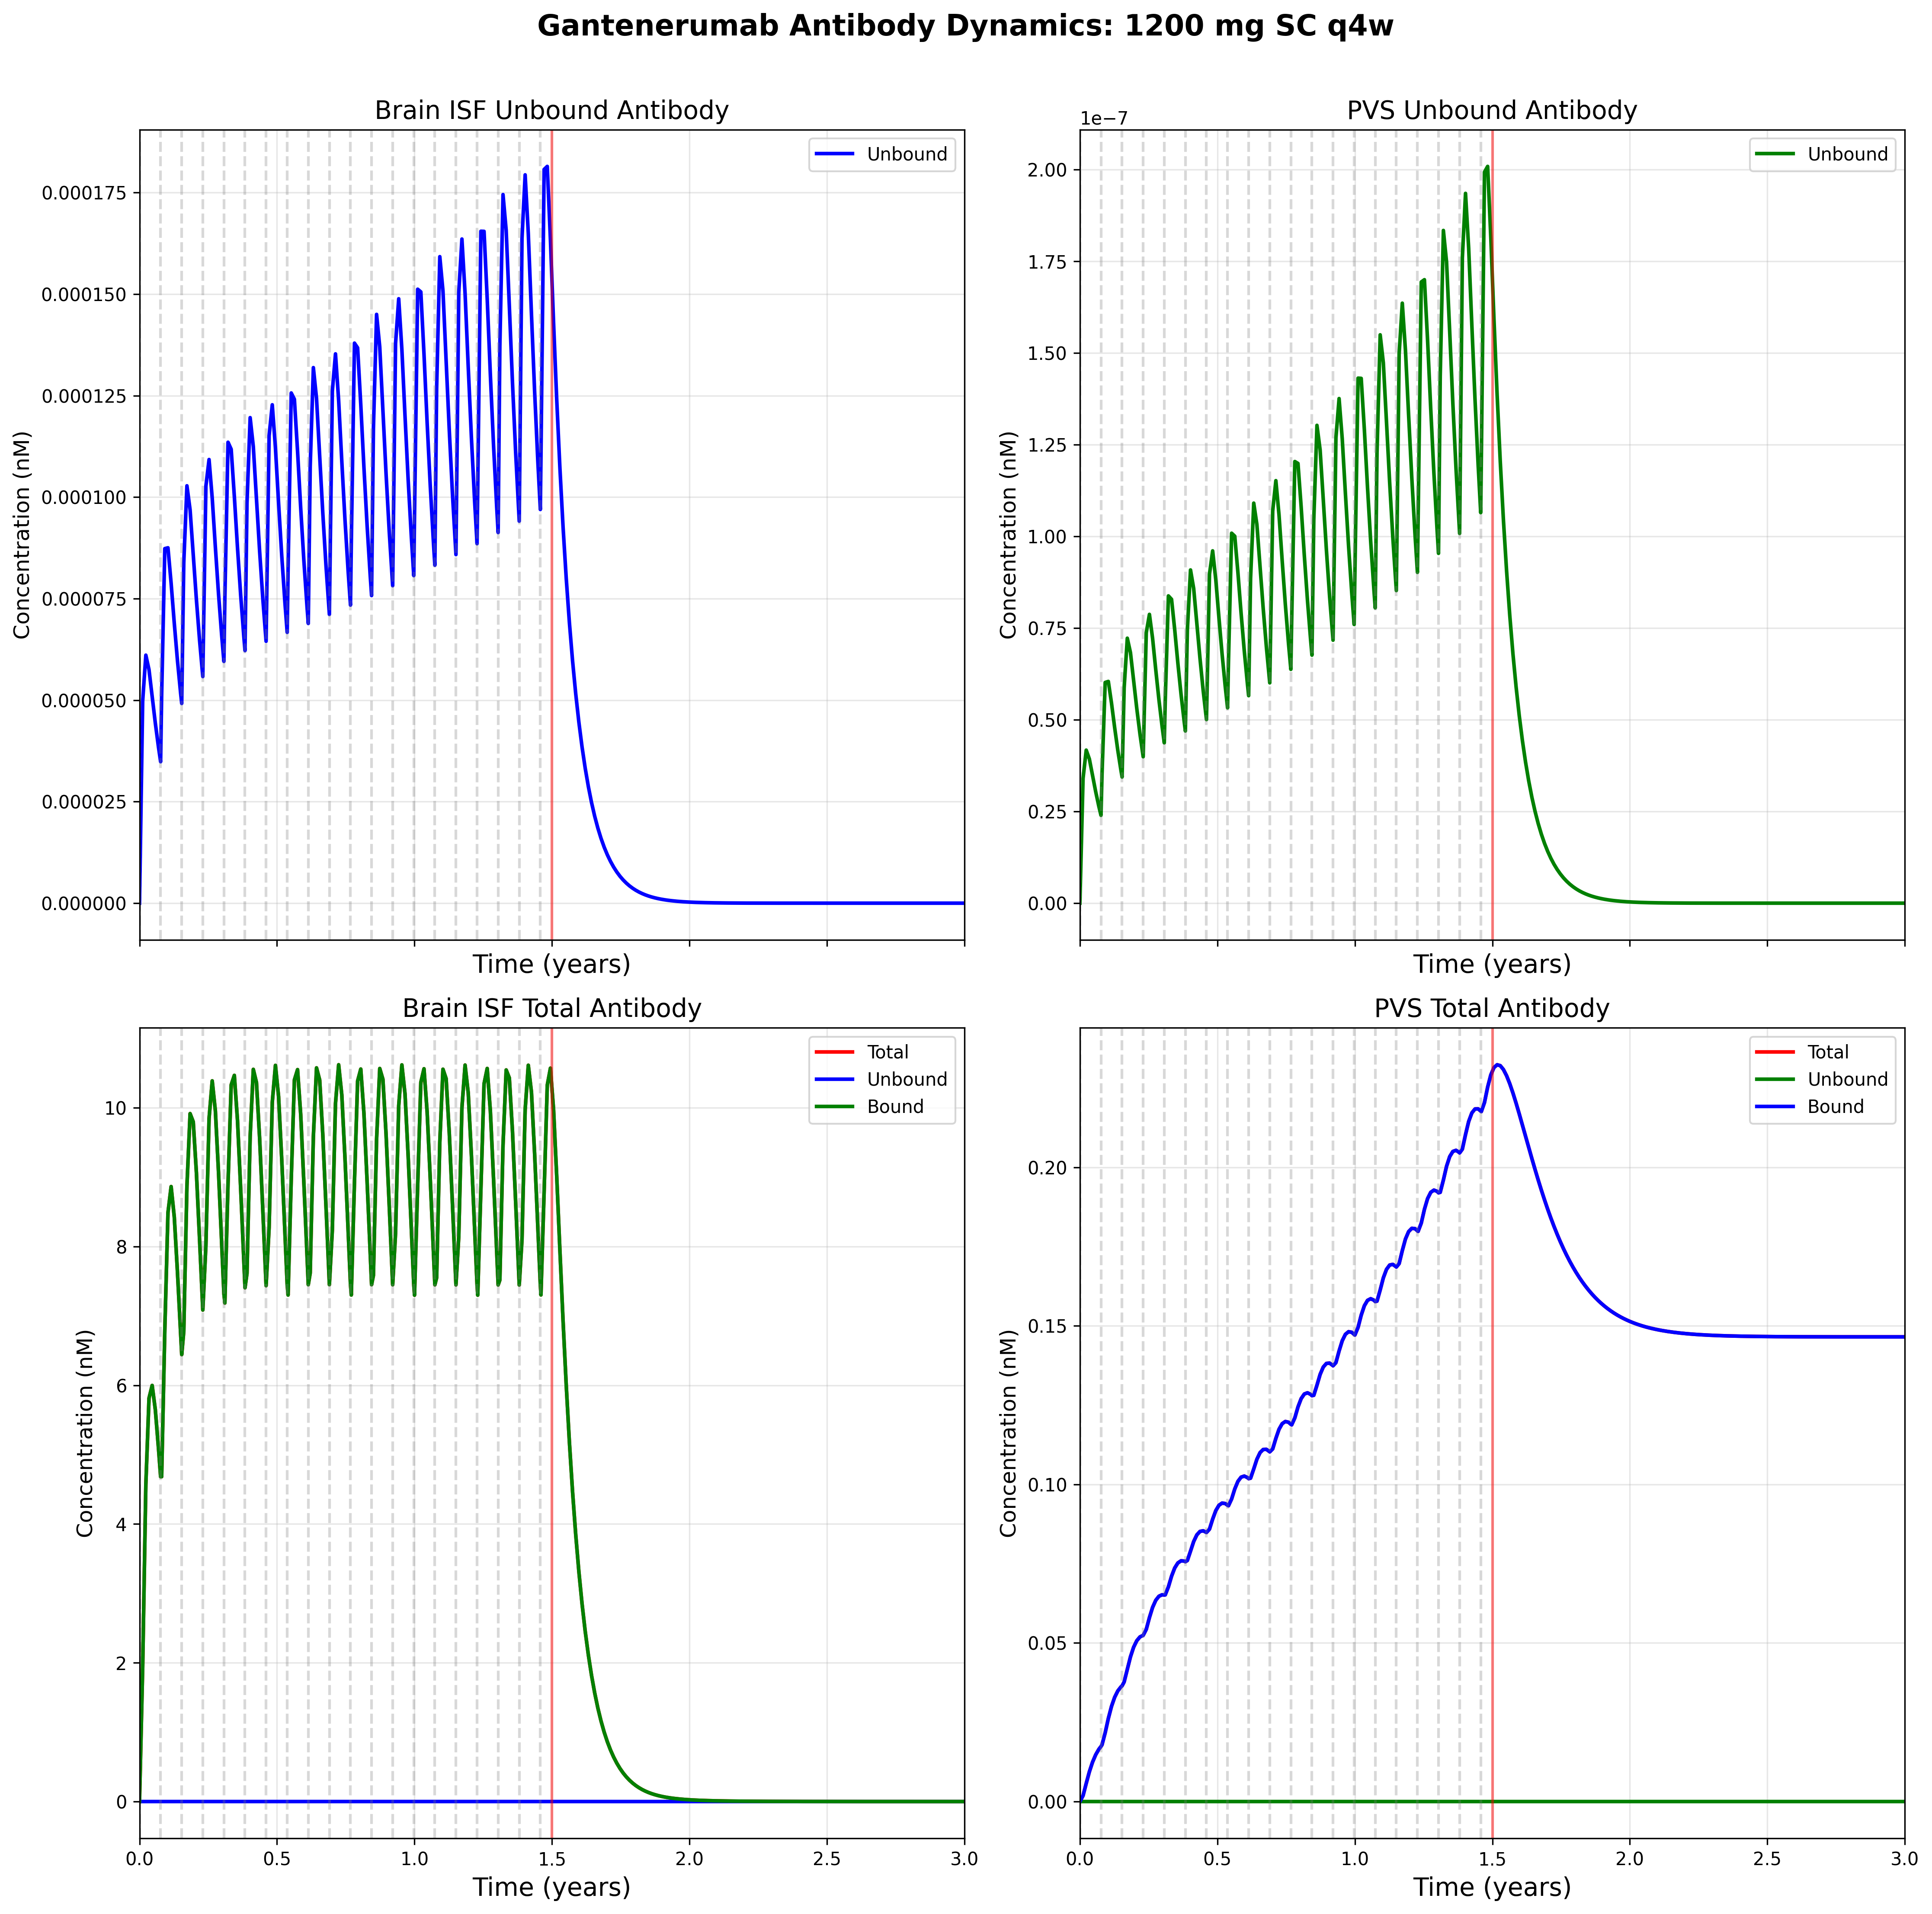 Gantenerumab Antibody Dynamics: 1200 mg SC q4w
Brain ISF Unbound Antibody
Unbound
0.000175
0.000150
0.000125
0.000100
0.000075
0.000050
0.000025
0.000000
Concentration (nM)
Time (years)
PVS Unbound Antibody
1e−7
Unbound
2.00
1.75
1.50
1.25
1.00
0.75
0.50
0.25
0.00
Concentration (nM)
Time (years)
Brain ISF Total Antibody
Total
Unbound
Bound
10
8
6
4
2
0
Concentration (nM)
0.0 0.5 1.0 1.5 2.0 2.5 3.0
Time (years)
PVS Total Antibody
Total
Unbound
Bound
0.20
0.15
0.10
0.05
0.00
Concentration (nM)
0.0 0.5 1.0 1.5 2.0 2.5 3.0
Time (years)